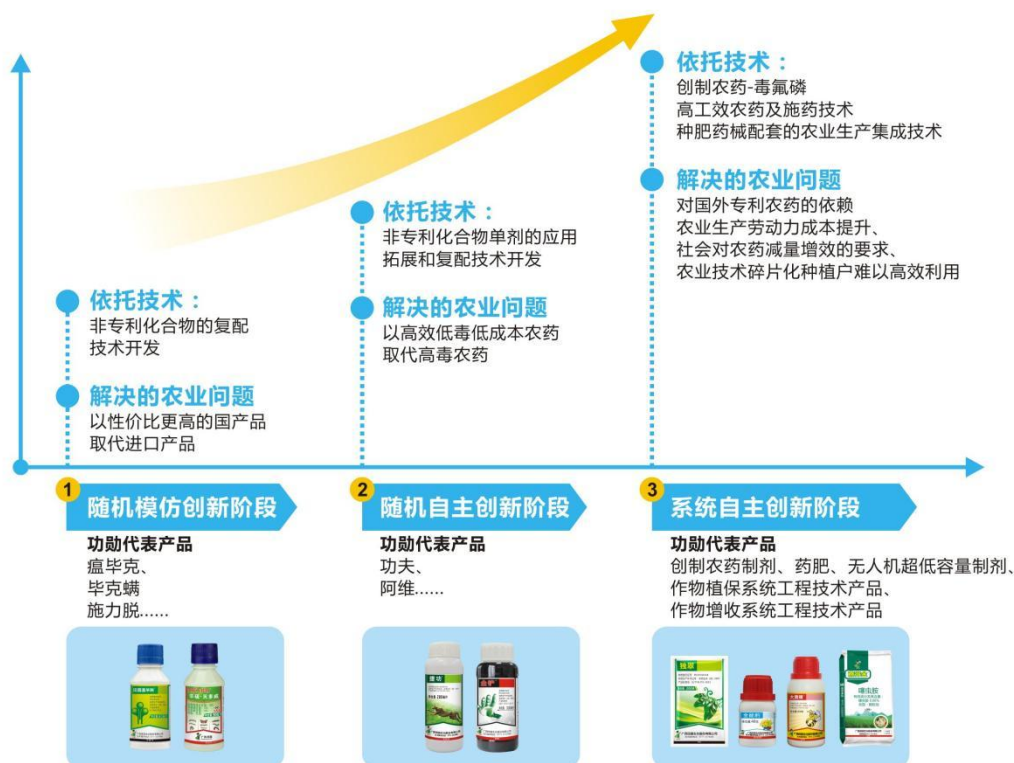 依托技术：
创制农药-毒氟磷
高工效农药及施药技术
种肥药械配套的农业生产集成技术
解决的农业问题
对国外专利农药的依赖
农业生产劳动力成本提升、
社会对农药减量增效的要求、
农业技术碎片化种植户难以高效利用
依托技术：
非专利化合物单剂的应用
拓展和复配技术开发
解决的农业问题
以高效低毒低成本农药
取代高毒农药
依托技术：
非专利化合物的复配
技术开发
解决的农业问题
以性价比更高的国产品
取代进口产品
1 随机模仿创新阶段
功勋代表产品
瘟毕克、
毕克螨
施力脱......
2 随机自主创新阶段
功勋代表产品
功夫、
阿维......
3 系统自主创新阶段
功勋代表产品
创制农药制剂、药肥、无人机超低容量制剂、
作物植保系统工程技术产品、
作物增收系统工程技术产品
噻虫胺